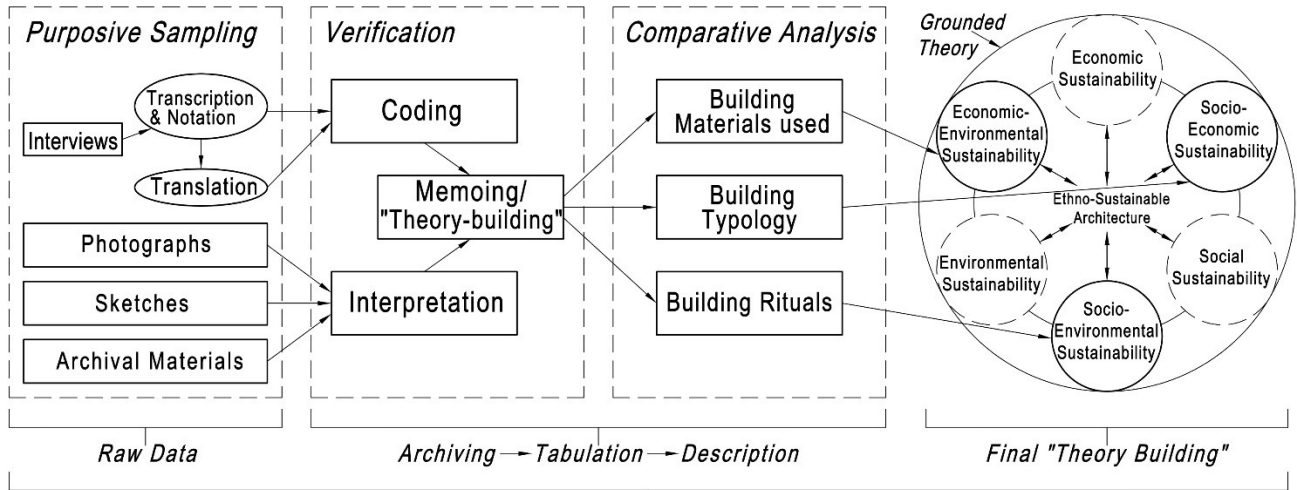 Purposive Sampling
Interviews
Transcription
& Notation
Translation
Photographs
Sketches
Archival Materials
Verification
Coding
Memoing/
"Theory-building"
Interpretation
Comparative Analysis
Building
Materials used
Building
Typology
Building Rituals
Grounded
Theory
Economic
Sustainability
Economic-
Environmental
Sustainability
Socio-
Economic
Sustainability
Ethno-Sustainable
Architecture
Environmental
Sustainability
Social
Sustainability
Socio-
Environmental
Sustainability
Raw Data
Archiving Tabulation Description
Final "Theory Building"